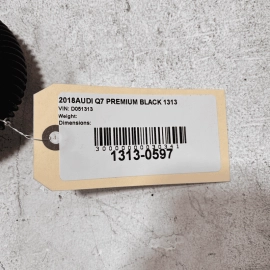 2018AUDI Q7 PREMIUM BLACK 1313
VIN: D051313
Weight:
Dimensions:
1313-0597